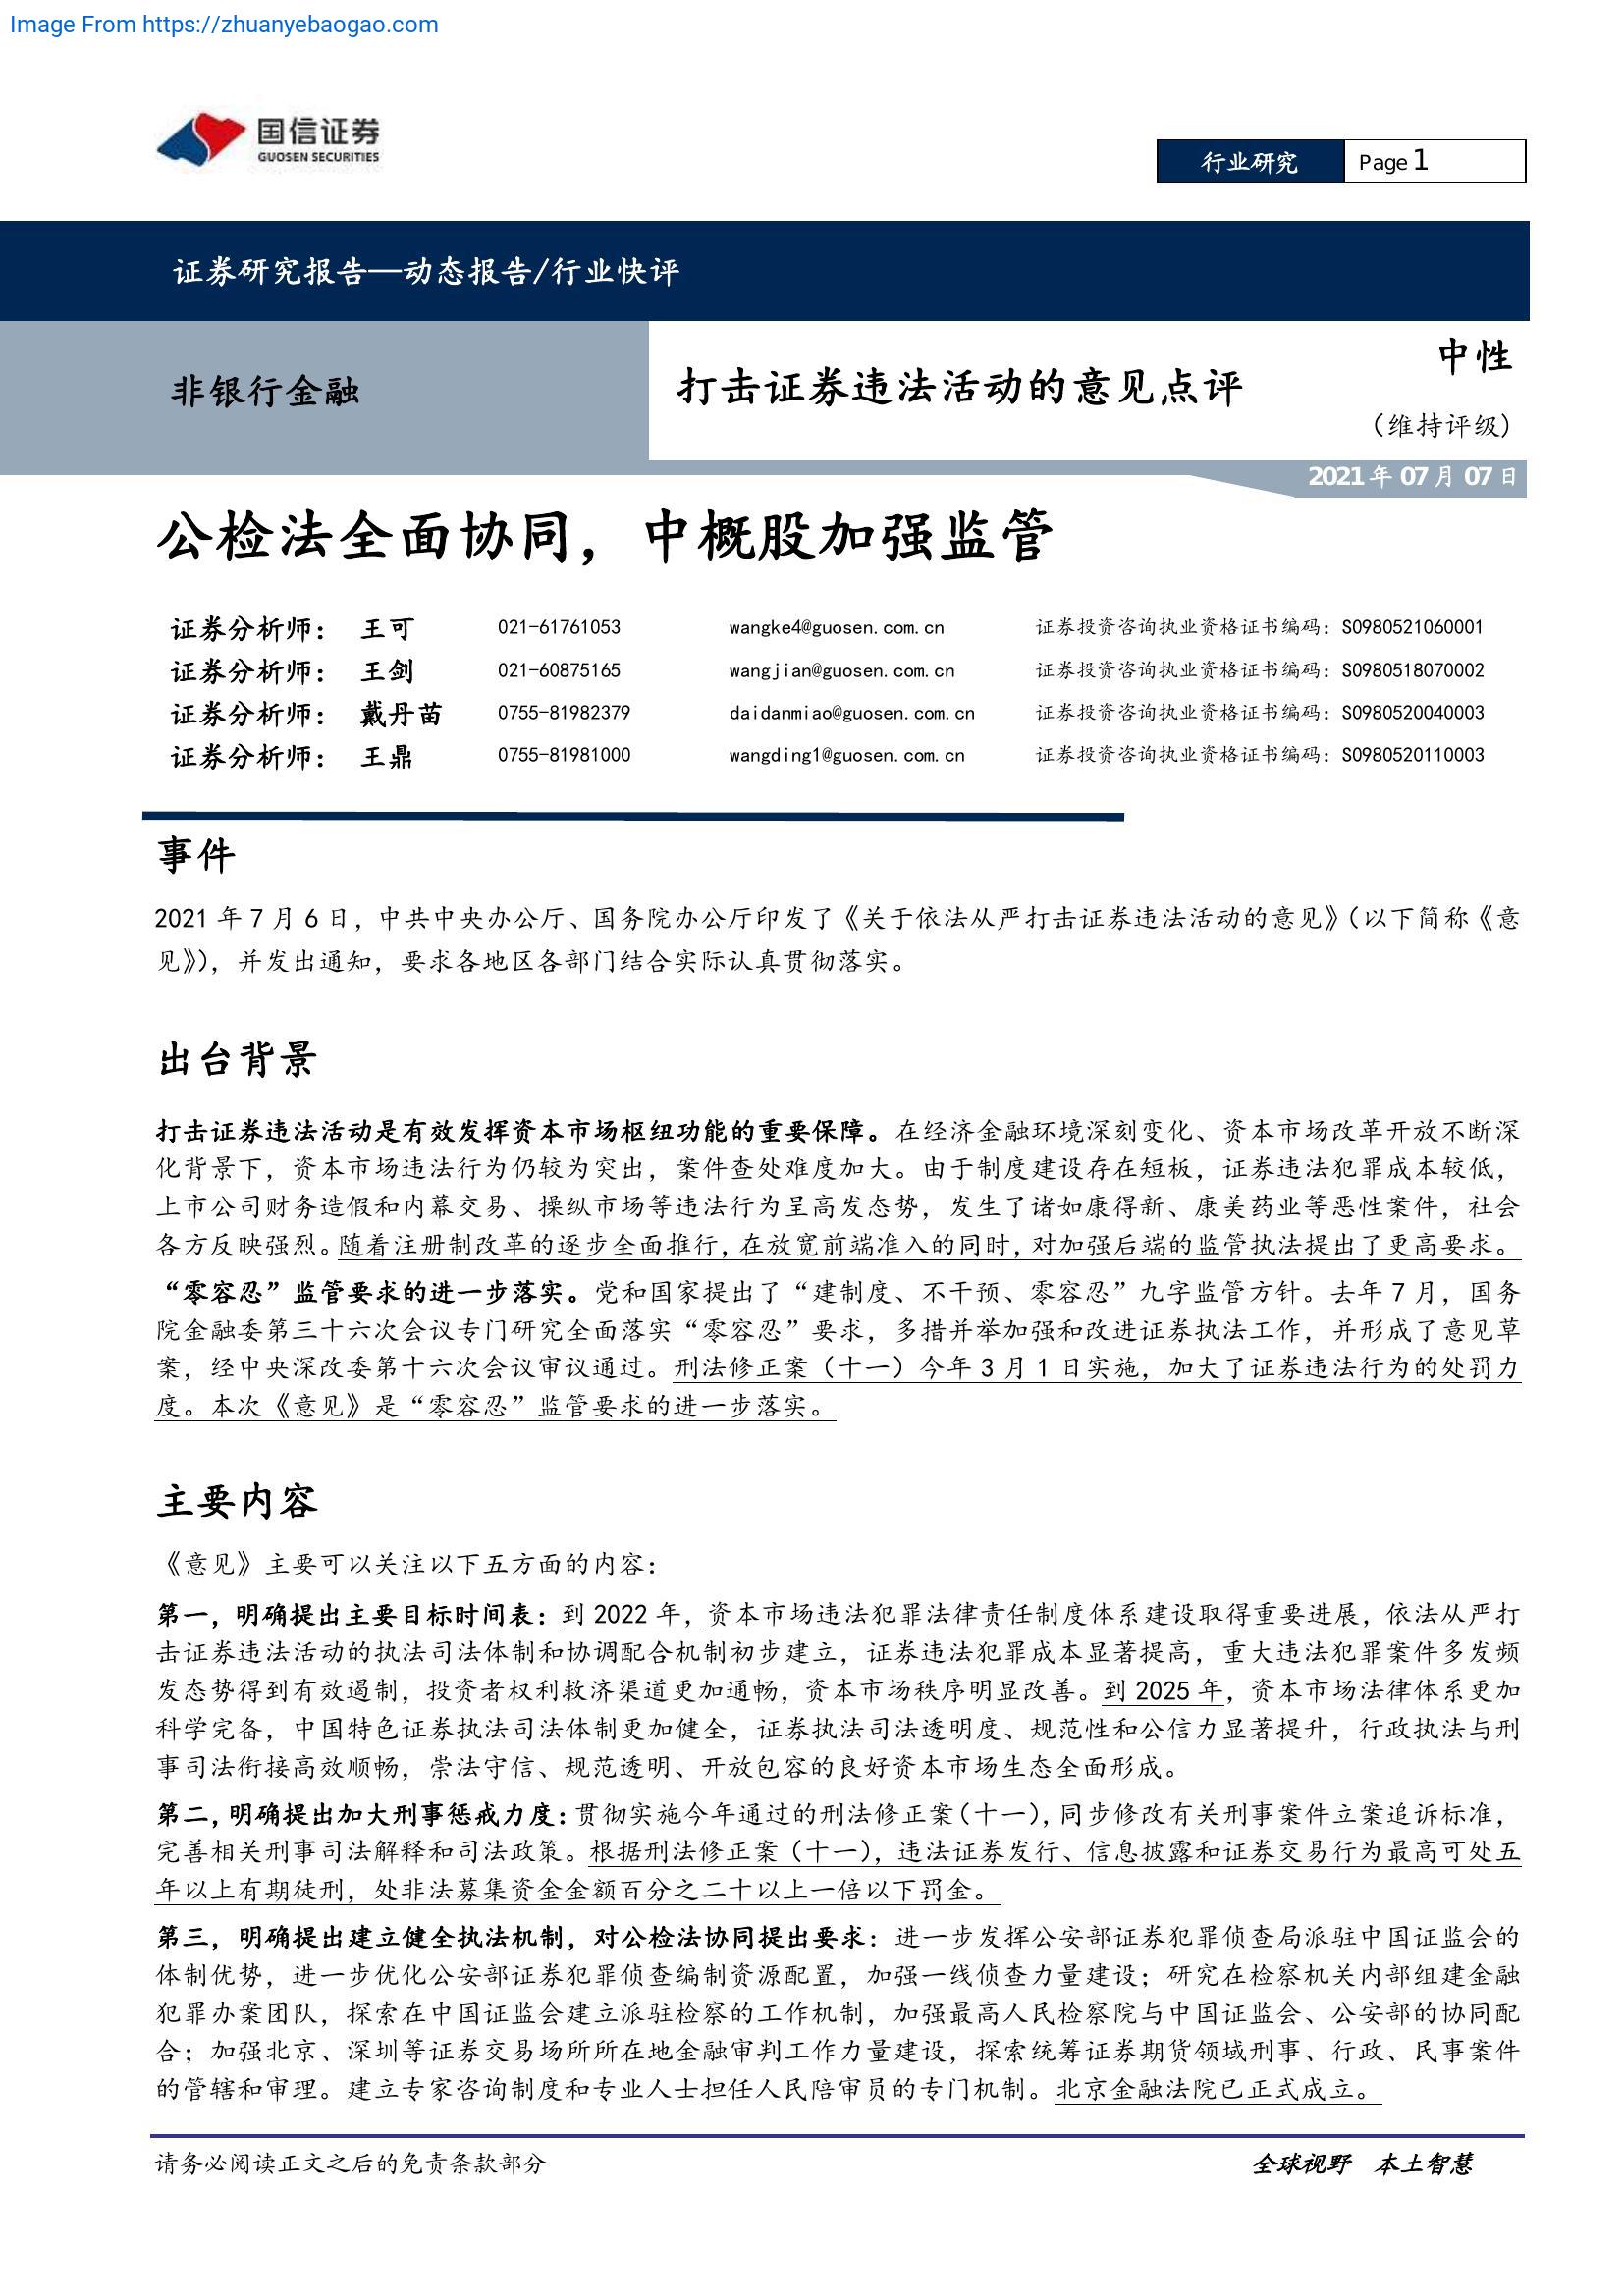 Image From https://zhuanyebaogao.com
国信证券
GUOSEN SECURITIES
行业研究
Page 1
证券研究报告—动态报告/行业快评
非银行金融
打击证券违法活动的意见点评
中性
（维持评级）
2021 年 07 月 07 日
公检法全面协同，中概股加强监管
证券分析师： 王可 021-61761053 wangke4@guosen.com.cn 证券投资咨询执业资格证书编码：S0980521060001
证券分析师： 王剑 021-60875165 wangjian@guosen.com.cn 证券投资咨询执业资格证书编码：S0980518070002
证券分析师： 戴丹苗 0755-81982379 daidanmiao@guosen.com.cn 证券投资咨询执业资格证书编码：S0980520040003
证券分析师： 王鼎 0755-81981000 wangding1@guosen.com.cn 证券投资咨询执业资格证书编码：S0980520110003
事件
2021 年 7 月 6 日，中共中央办公厅、国务院办公厅印发了《关于依法从严打击证券违法活动的意见》（以下简称《意
见》），并发出通知，要求各地区各部门结合实际认真贯彻落实。
出台背景
打击证券违法活动是有效发挥资本市场枢纽功能的重要保障。在经济金融环境深刻变化、资本市场改革开放不断深
化背景下，资本市场违法行为仍较为突出，案件查处难度加大。由于制度建设存在短板，证券违法犯罪成本较低，
上市公司财务造假和内幕交易、操纵市场等违法行为呈高发态势，发生了诸如康得新、康美药业等恶性案件，社会
各方反映强烈。随着注册制改革的逐步全面推行，在放宽前端准入的同时，对加强后端的监管执法提出了更高要求。
“零容忍”监管要求的进一步落实。党和国家提出了“建制度、不干预、零容忍”九字监管方针。去年 7 月，国务
院金融委第三十六次会议专门研究全面落实“零容忍”要求，多措并举加强和改进证券执法工作，并形成了意见草
案，经中央深改委第十六次会议审议通过。刑法修正案（十一）今年 3 月 1 日实施，加大了证券违法行为的处罚力
度。本次《意见》是“零容忍”监管要求的进一步落实。
主要内容
《意见》主要可以关注以下五方面的内容：
第一，明确提出主要目标时间表：到 2022 年，资本市场违法犯罪法律责任制度体系建设取得重要进展，依法从严打
击证券违法活动的执法司法体制和协调配合机制初步建立，证券违法犯罪成本显著提高，重大违法犯罪案件多发频
发态势得到有效遏制，投资者权利救济渠道更加通畅，资本市场秩序明显改善。到 2025 年，资本市场法律体系更加
科学完备，中国特色证券执法司法体制更加健全，证券执法司法透明度、规范性和公信力显著提升，行政执法与刑
事司法衔接高效顺畅，崇法守信、规范透明、开放包容的良好资本市场生态全面形成。
第二，明确提出加大刑事惩戒力度：贯彻实施今年通过的刑法修正案（十一），同步修改有关刑事案件立案追诉标准，
完善相关刑事司法解释和司法政策。根据刑法修正案（十一），违法证券发行、信息披露和证券交易行为最高可处五
年以上有期徒刑，处非法募集资金金额百分之二十以上一倍以下罚金。
第三，明确提出建立健全执法机制，对公检法协同提出要求：进一步发挥公安部证券犯罪侦查局派驻中国证监会的
体制优势，进一步优化公安部证券犯罪侦查编制资源配置，加强一线侦查力量建设；研究在检察机关内部组建金融
犯罪办案团队，探索在中国证监会建立派驻检察的工作机制，加强最高人民检察院与中国证监会、公安部的协同配
合；加强北京、深圳等证券交易场所所在地金融审判工作力量建设，探索统筹证券期货领域刑事、行政、民事案件
的管辖和审理。建立专家咨询制度和专业人士担任人民陪审员的专门机制。北京金融法院已正式成立。
请务必阅读正文之后的免责条款部分
全球视野 本土智慧